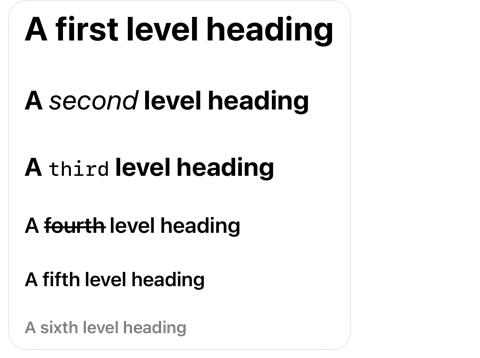 A first level heading
A second level heading
A third level heading
A fourth level heading
A fifth level heading
A sixth level heading